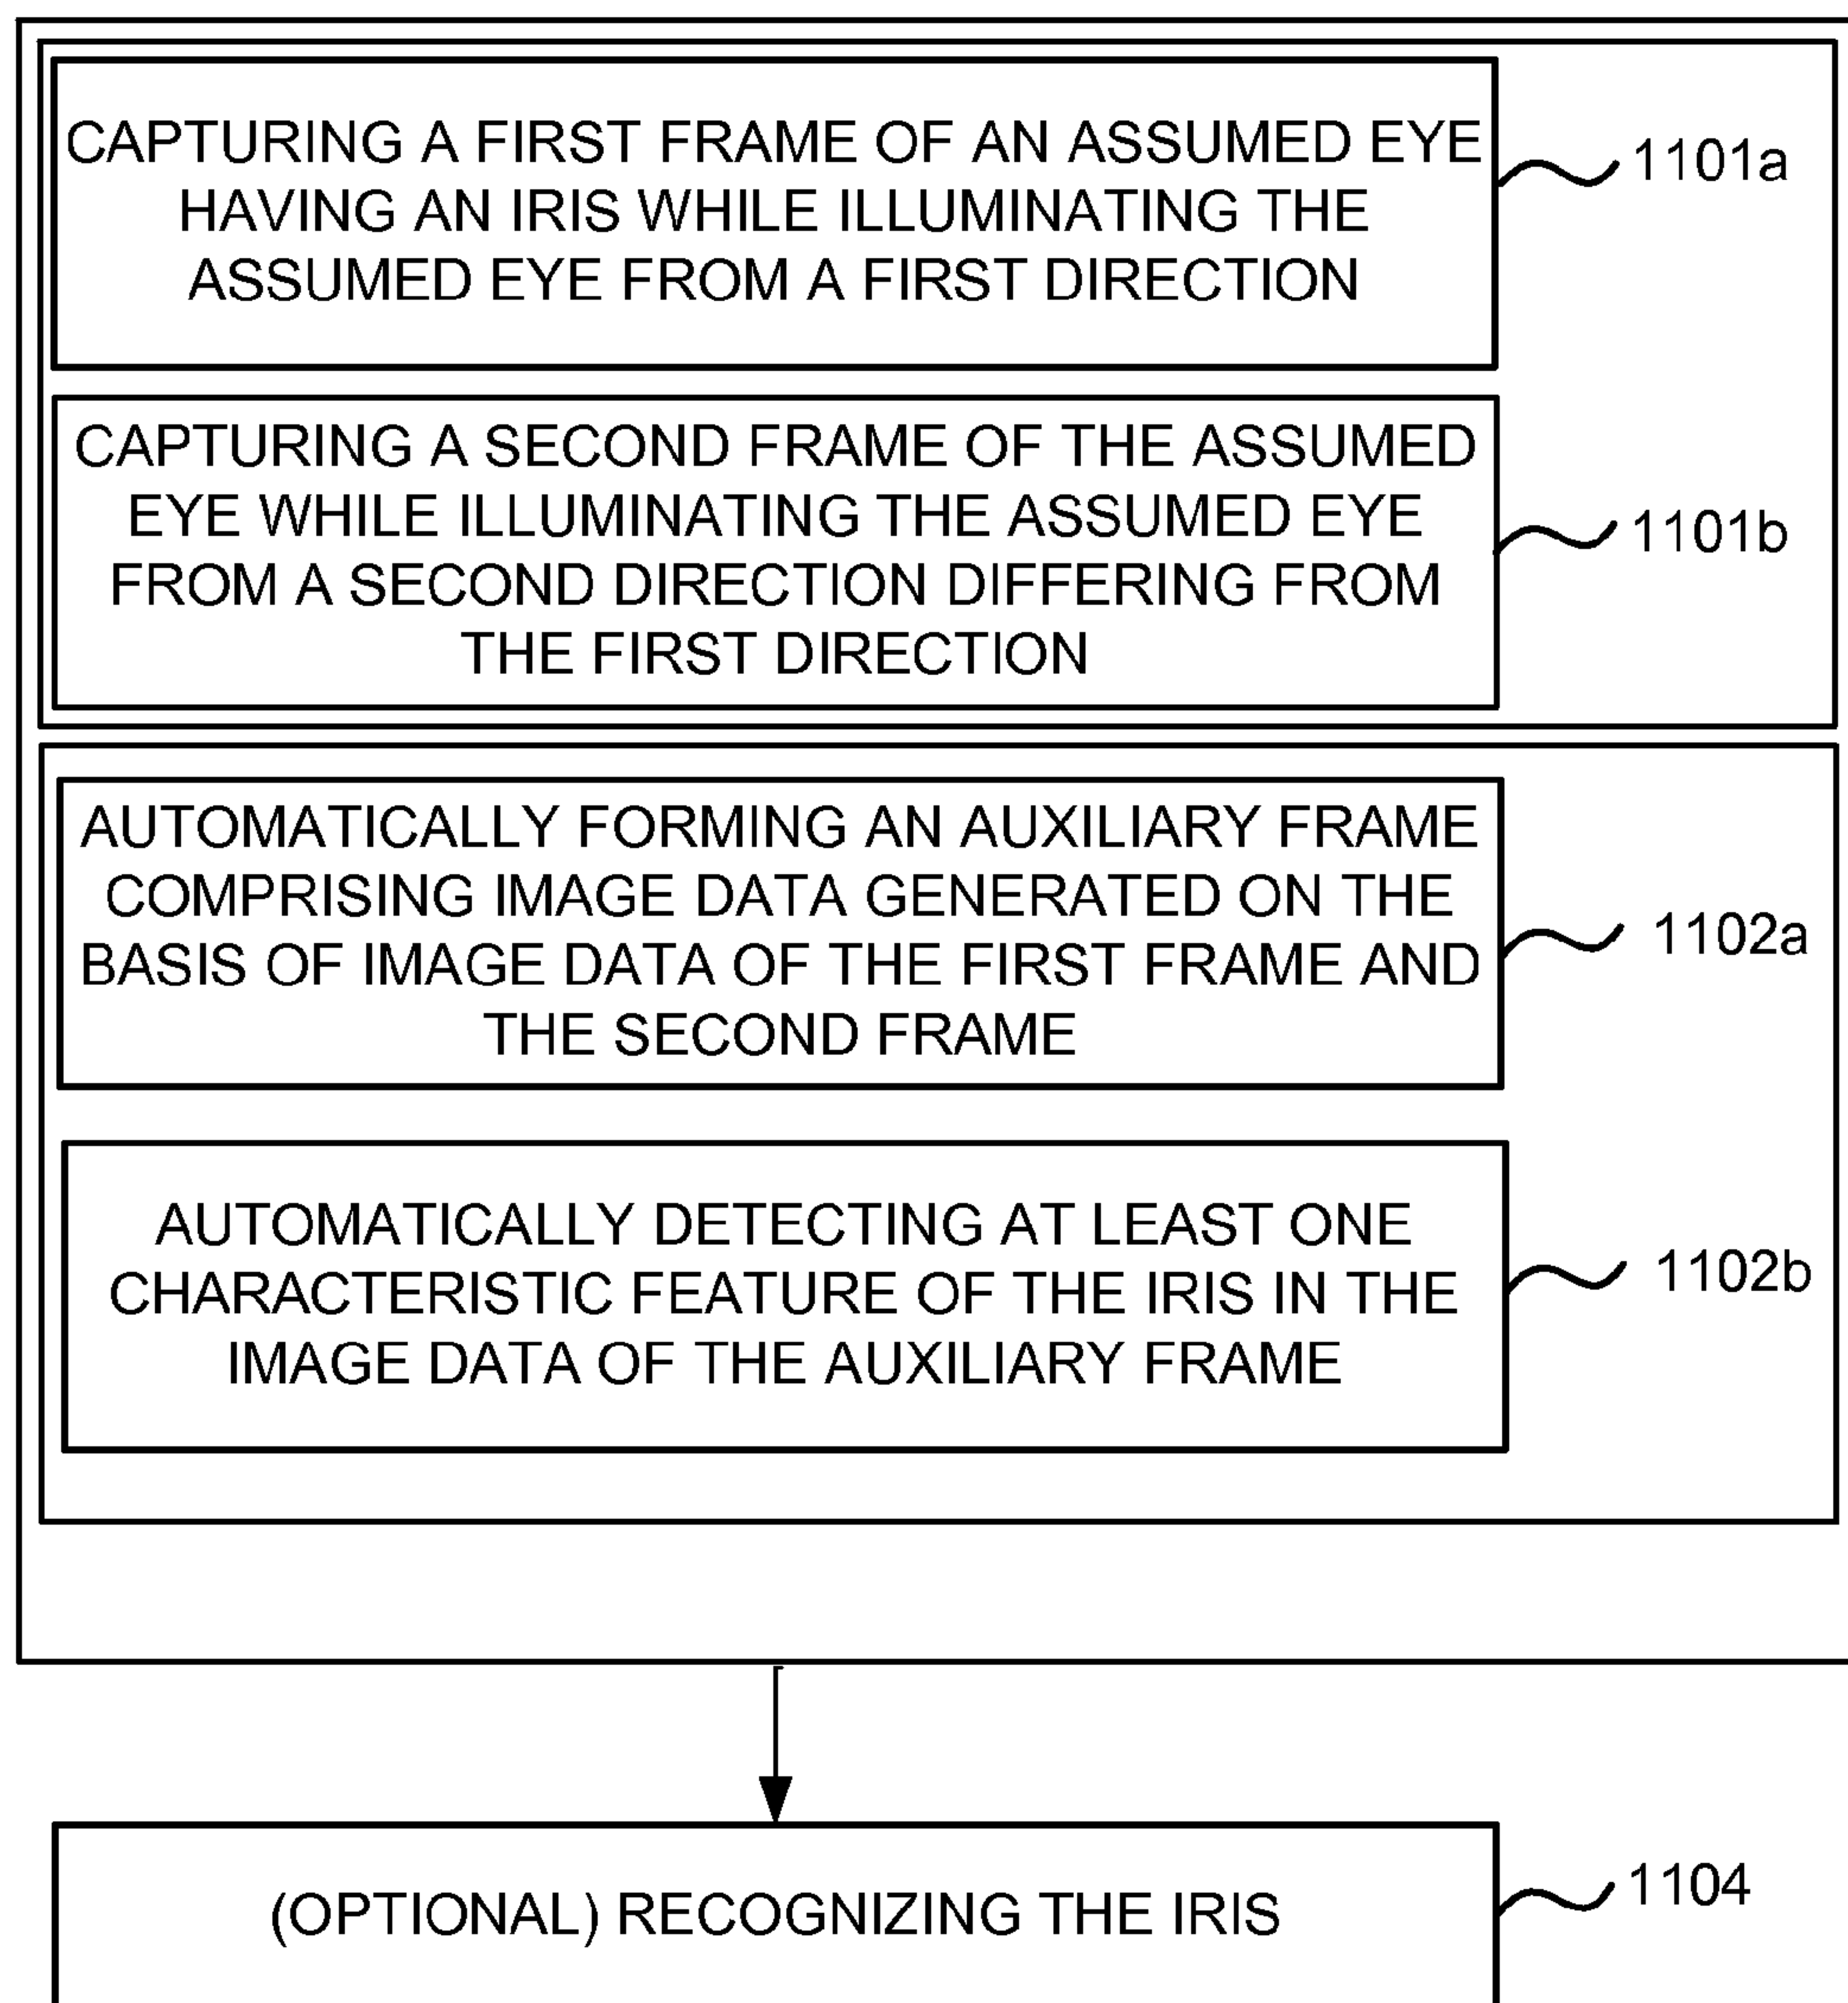 CAPTURING A FIRST FRAME OF AN ASSUMED EYE
HAVING AN IRIS WHILE ILLUMINATING THE
ASSUMED EYE FROM A FIRST DIRECTION
1101a
CAPTURING A SECOND FRAME OF THE ASSUMED
EYE WHILE ILLUMINATING THE ASSUMED EYE
FROM A SECOND DIRECTION DIFFERING FROM
THE FIRST DIRECTION
1101b
AUTOMATICALLY FORMING AN AUXILIARY FRAME
COMPRISING IMAGE DATA GENERATED ON THE
BASIS OF IMAGE DATA OF THE FIRST FRAME AND
THE SECOND FRAME
1102a
AUTOMATICALLY DETECTING AT LEAST ONE
CHARACTERISTIC FEATURE OF THE IRIS IN THE
IMAGE DATA OF THE AUXILIARY FRAME
1102b
(OPTIONAL) RECOGNIZING THE IRIS
1104